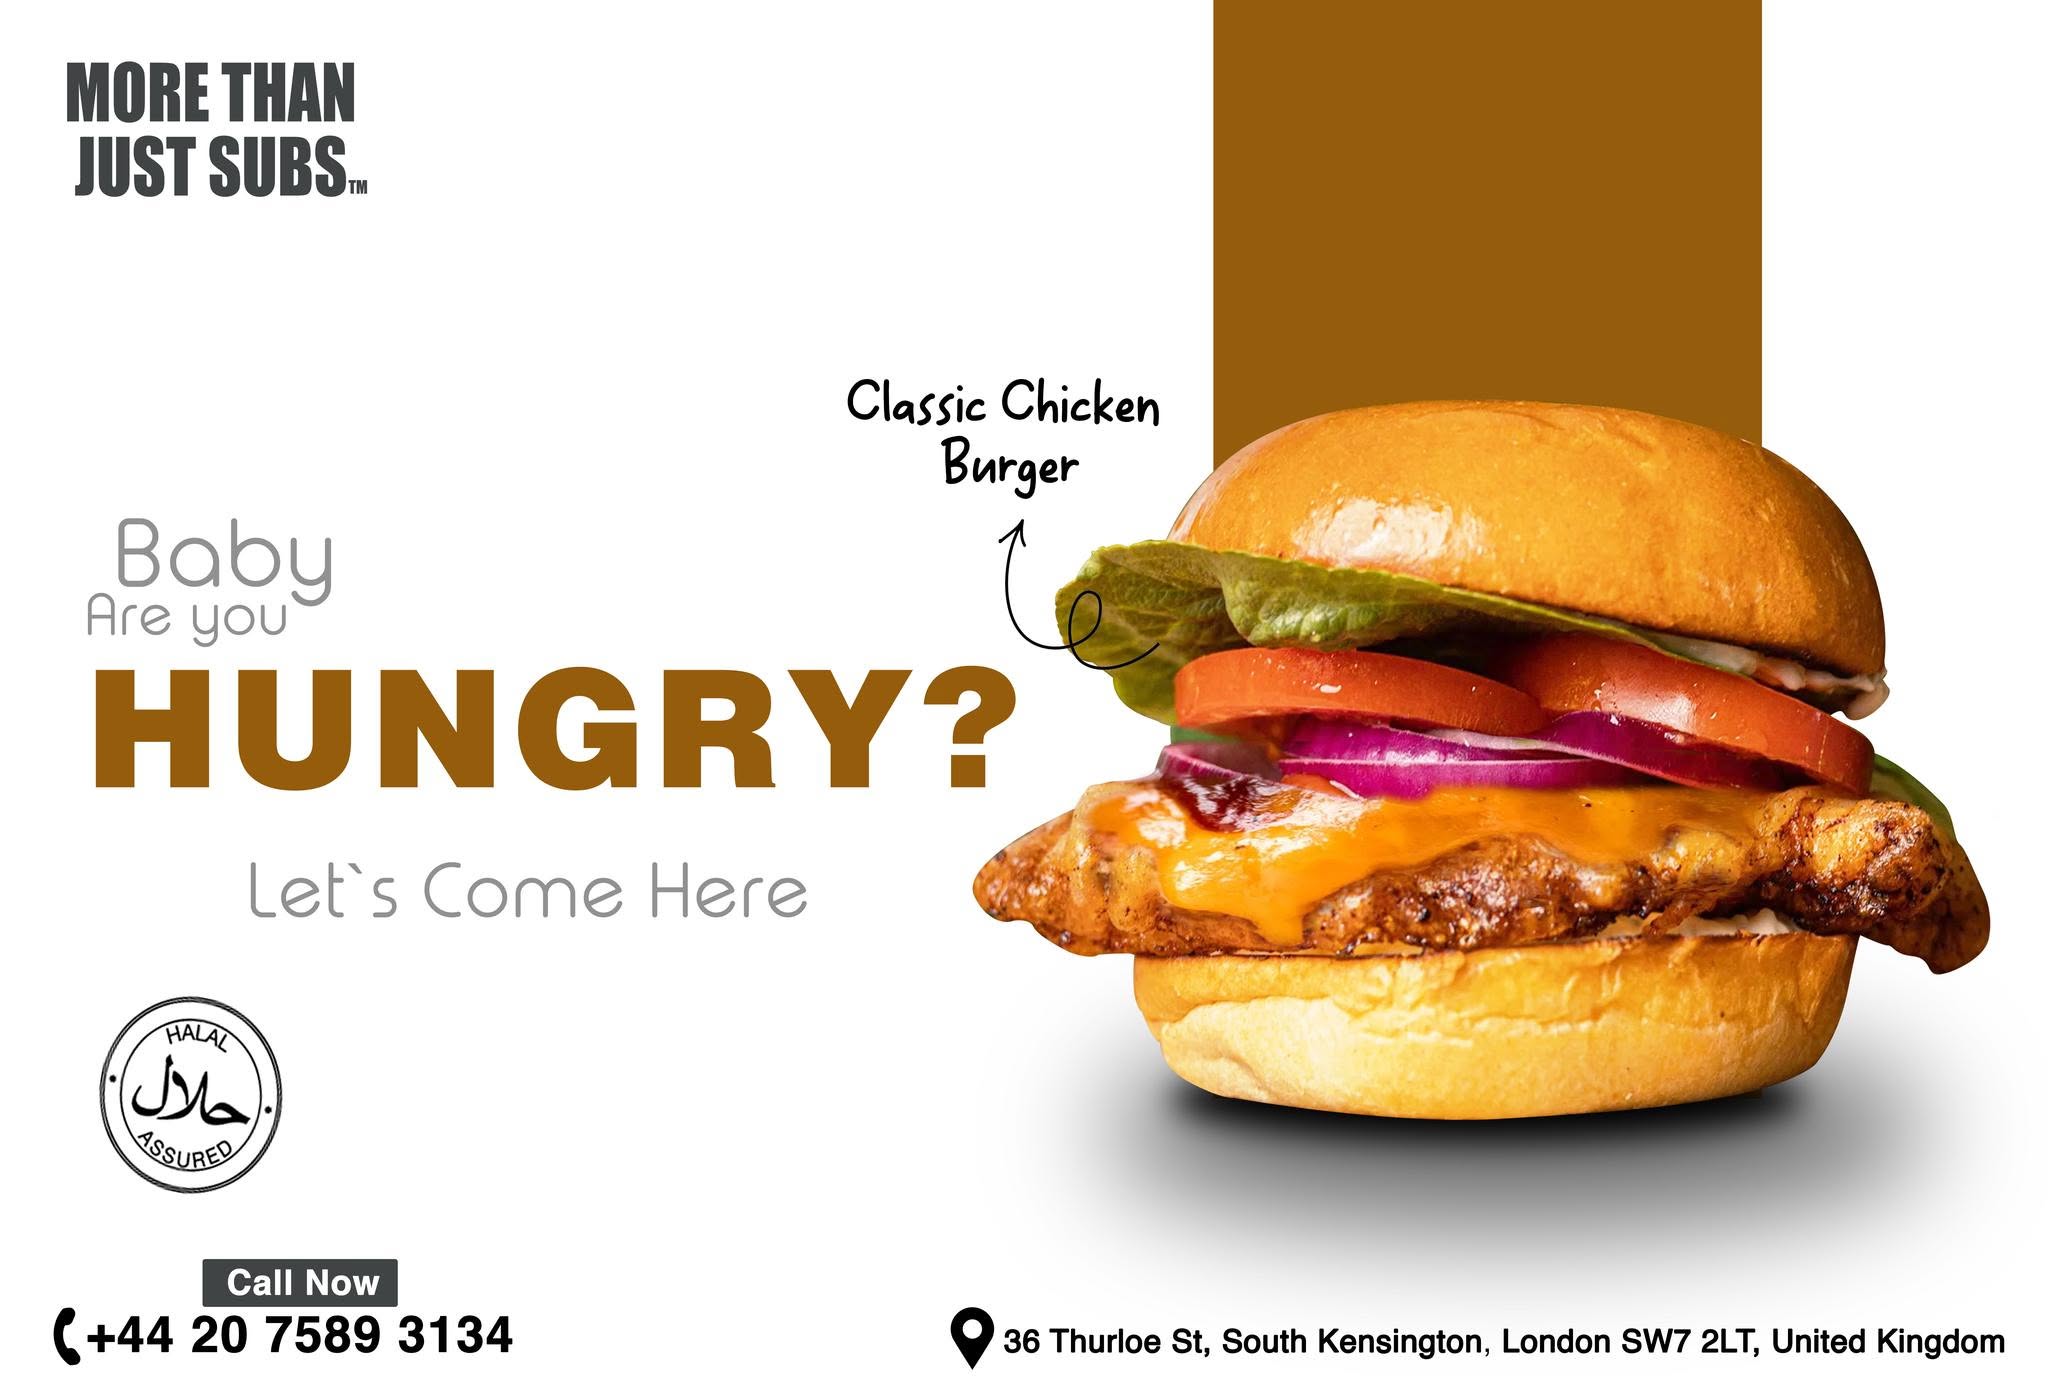 MORE THAN
JUST SUBS™
Classic Chicken
Burger
Baby
Are you
HUNGRY?
Let`s Come Here
HALAL
حلال
ASSURED
Call Now
+44 20 7589 3134
36 Thurloe St, South Kensington, London SW7 2LT, United Kingdom